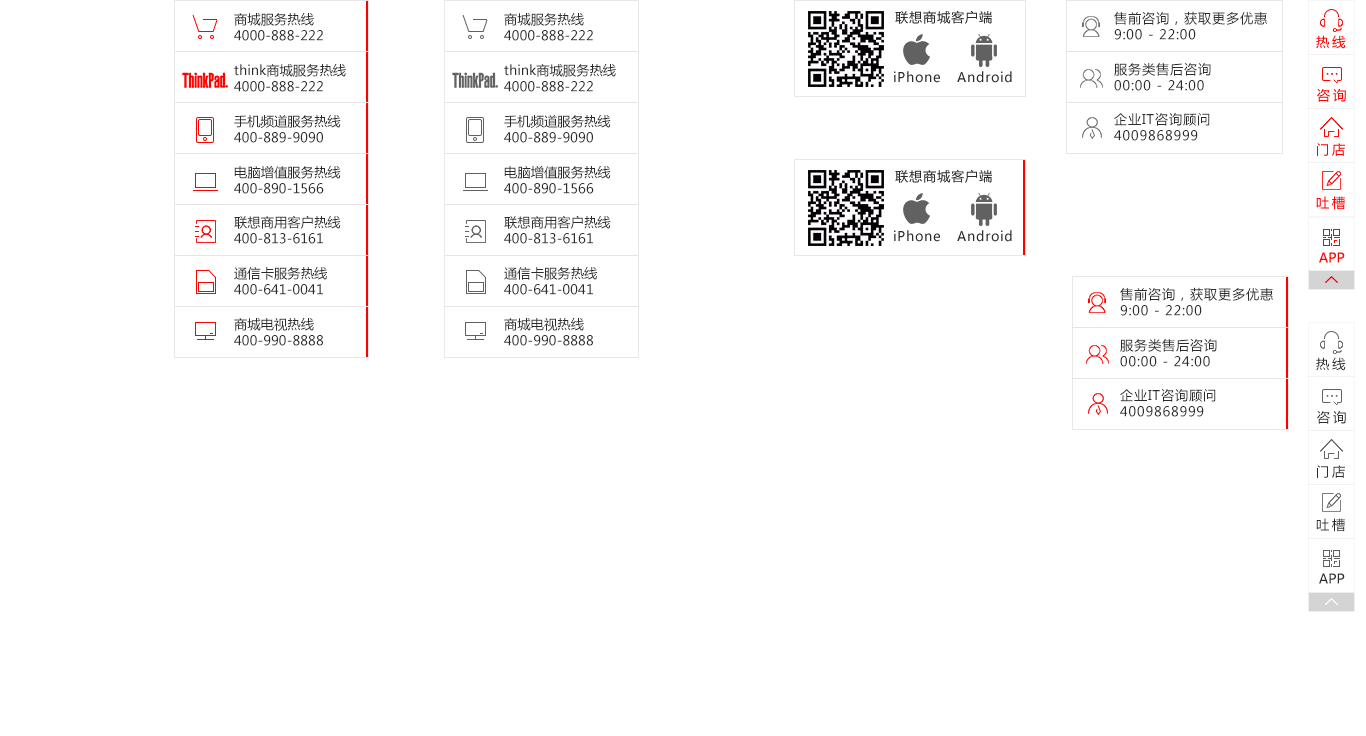 商城服务热线
4000-888-222
ThinkPad.
think商城服务热线
4000-888-222
手机频道服务热线
400-889-9090
电脑增值服务热线
400-890-1566
联想商用客户热线
400-813-6161
通信卡服务热线
400-641-0041
商城电视热线
400-990-8888
商城服务热线
4000-888-222
ThinkPad.
think商城服务热线
4000-888-222
手机频道服务热线
400-889-9090
电脑增值服务热线
400-890-1566
联想商用客户热线
400-813-6161
通信卡服务热线
400-641-0041
商城电视热线
400-990-8888
联想商城客户端
iPhone Android
联想商城客户端
iPhone Android
售前咨询，获取更多优惠
9:00 - 22:00
服务类售后咨询
00:00 - 24:00
企业IT咨询顾问
4009868999
售前咨询，获取更多优惠
9:00 - 22:00
服务类售后咨询
00:00 - 24:00
企业IT咨询顾问
4009868999
热线
咨询
门店
吐槽
APP
热线
咨询
门店
吐槽
APP